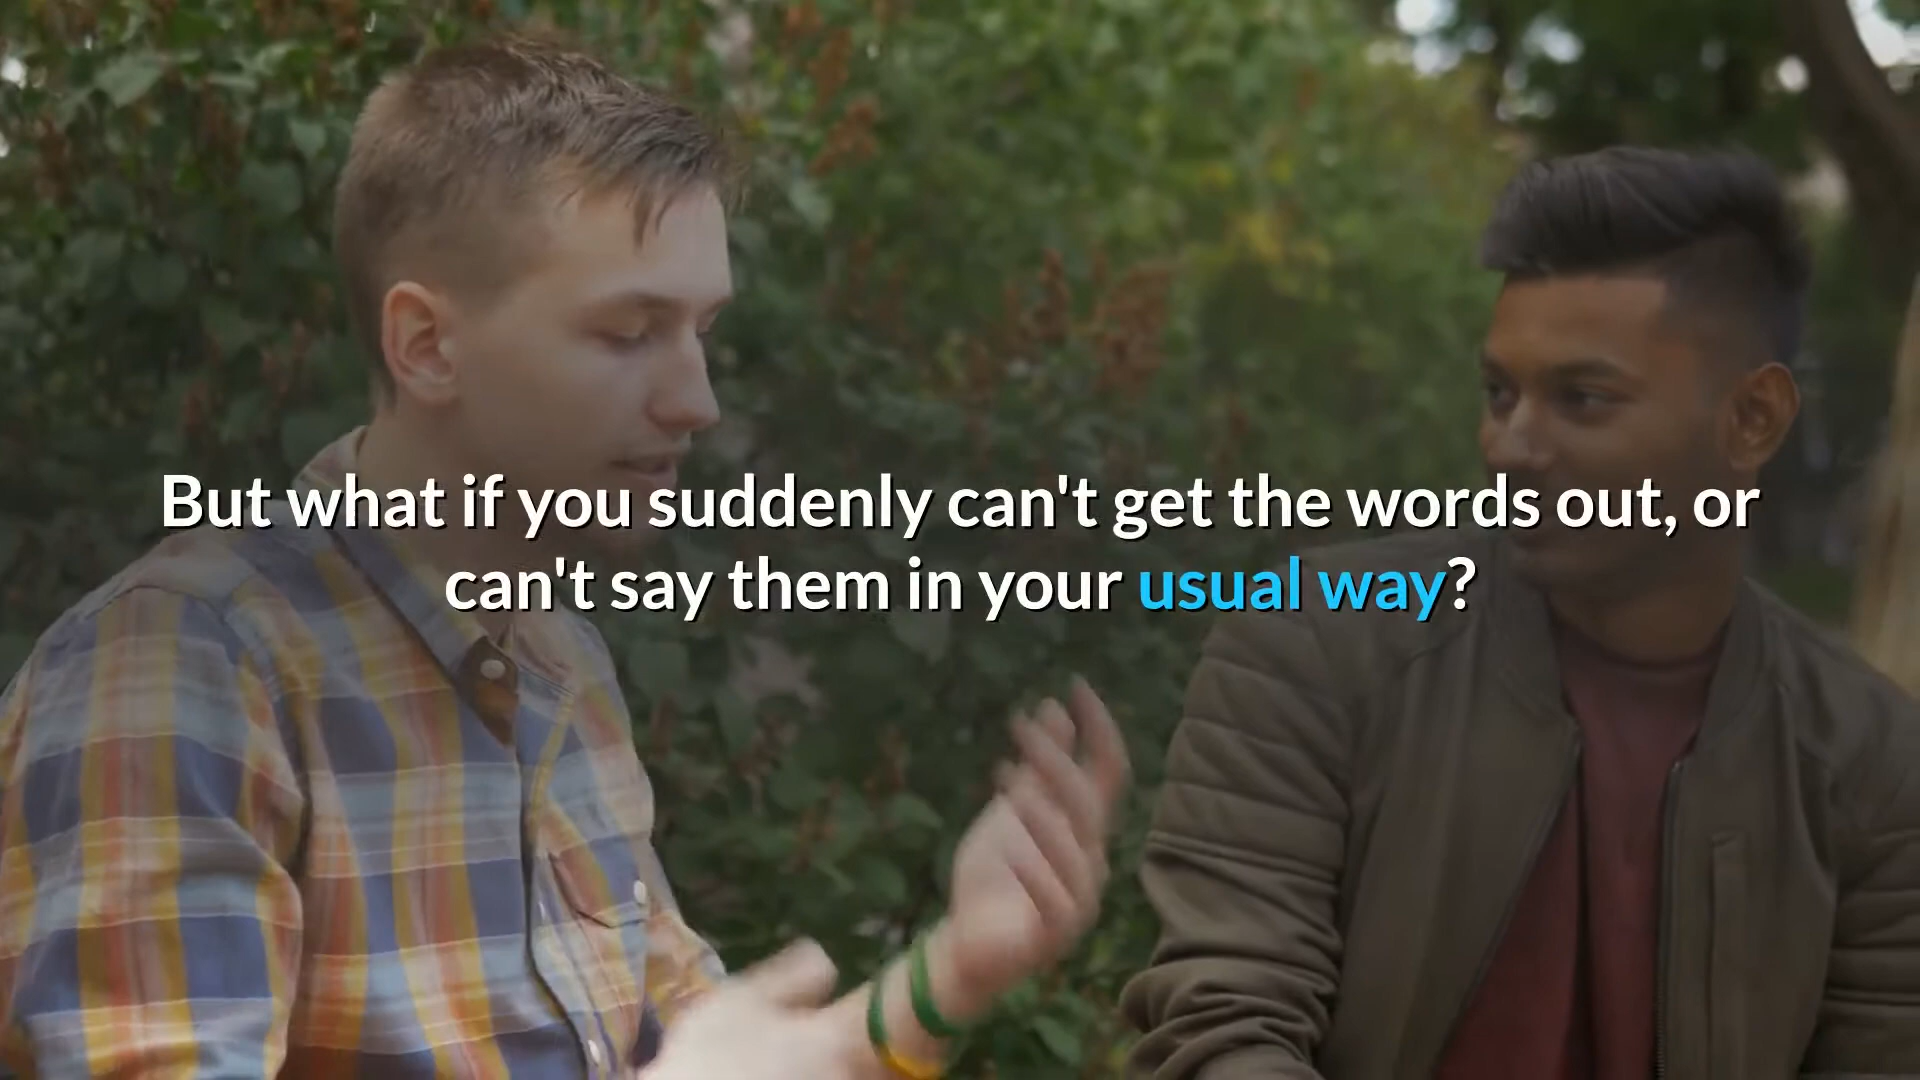 But what if you suddenly can't get the words out, or
can't say them in your usual way?